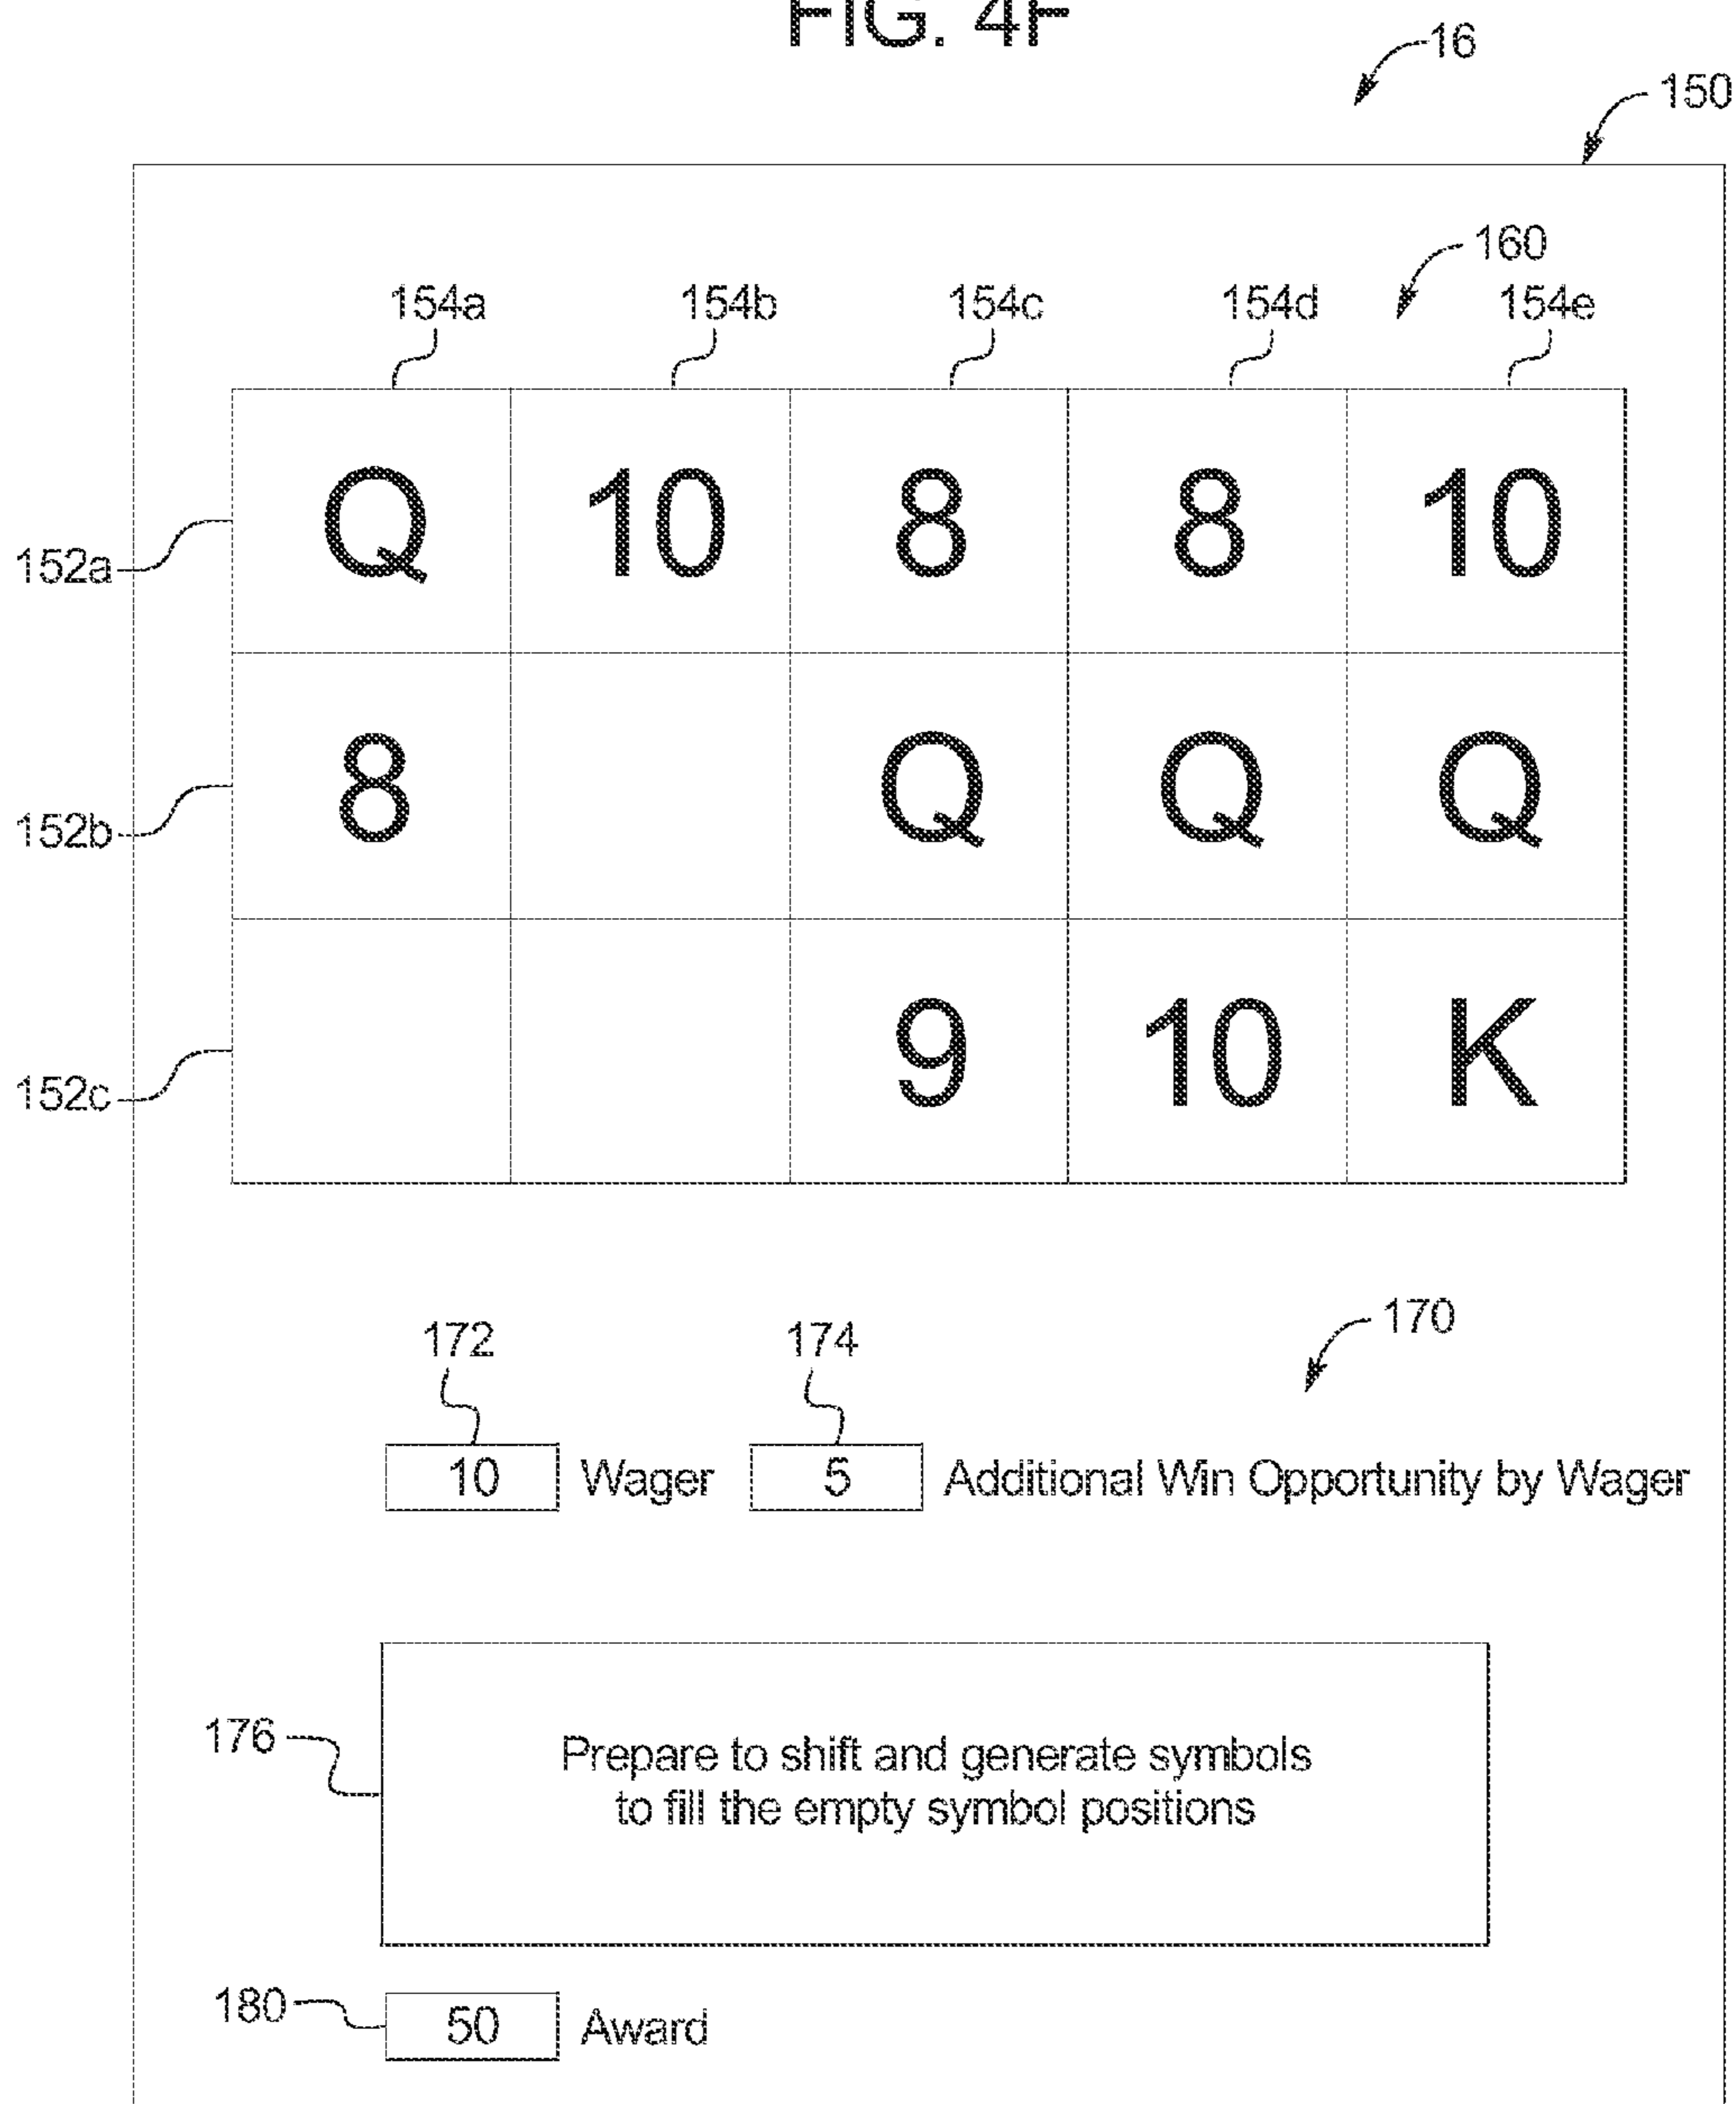 FIG. 4F
16
150
160
154a 154b 154c 154d 154e
152a Q 10 8 8 10
152b 8 Q Q Q
152c 9 10 K
170
172 174
10 Wager 5 Additional Win Opportunity by Wager
176
Prepare to shift and generate symbols
to fill the empty symbol positions
180 50 Award